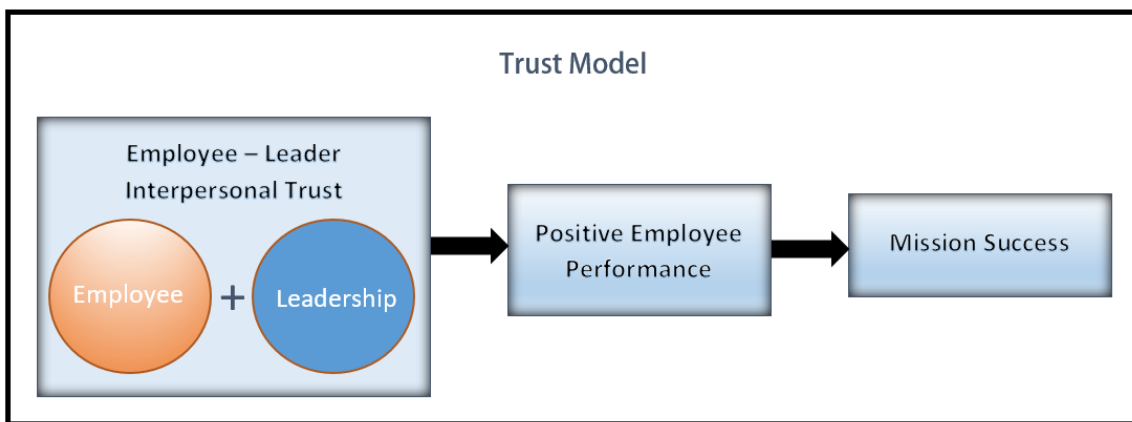 Trust Model
Employee – Leader
Interpersonal Trust
Employee + Leadership
Positive Employee
Performance
Mission Success